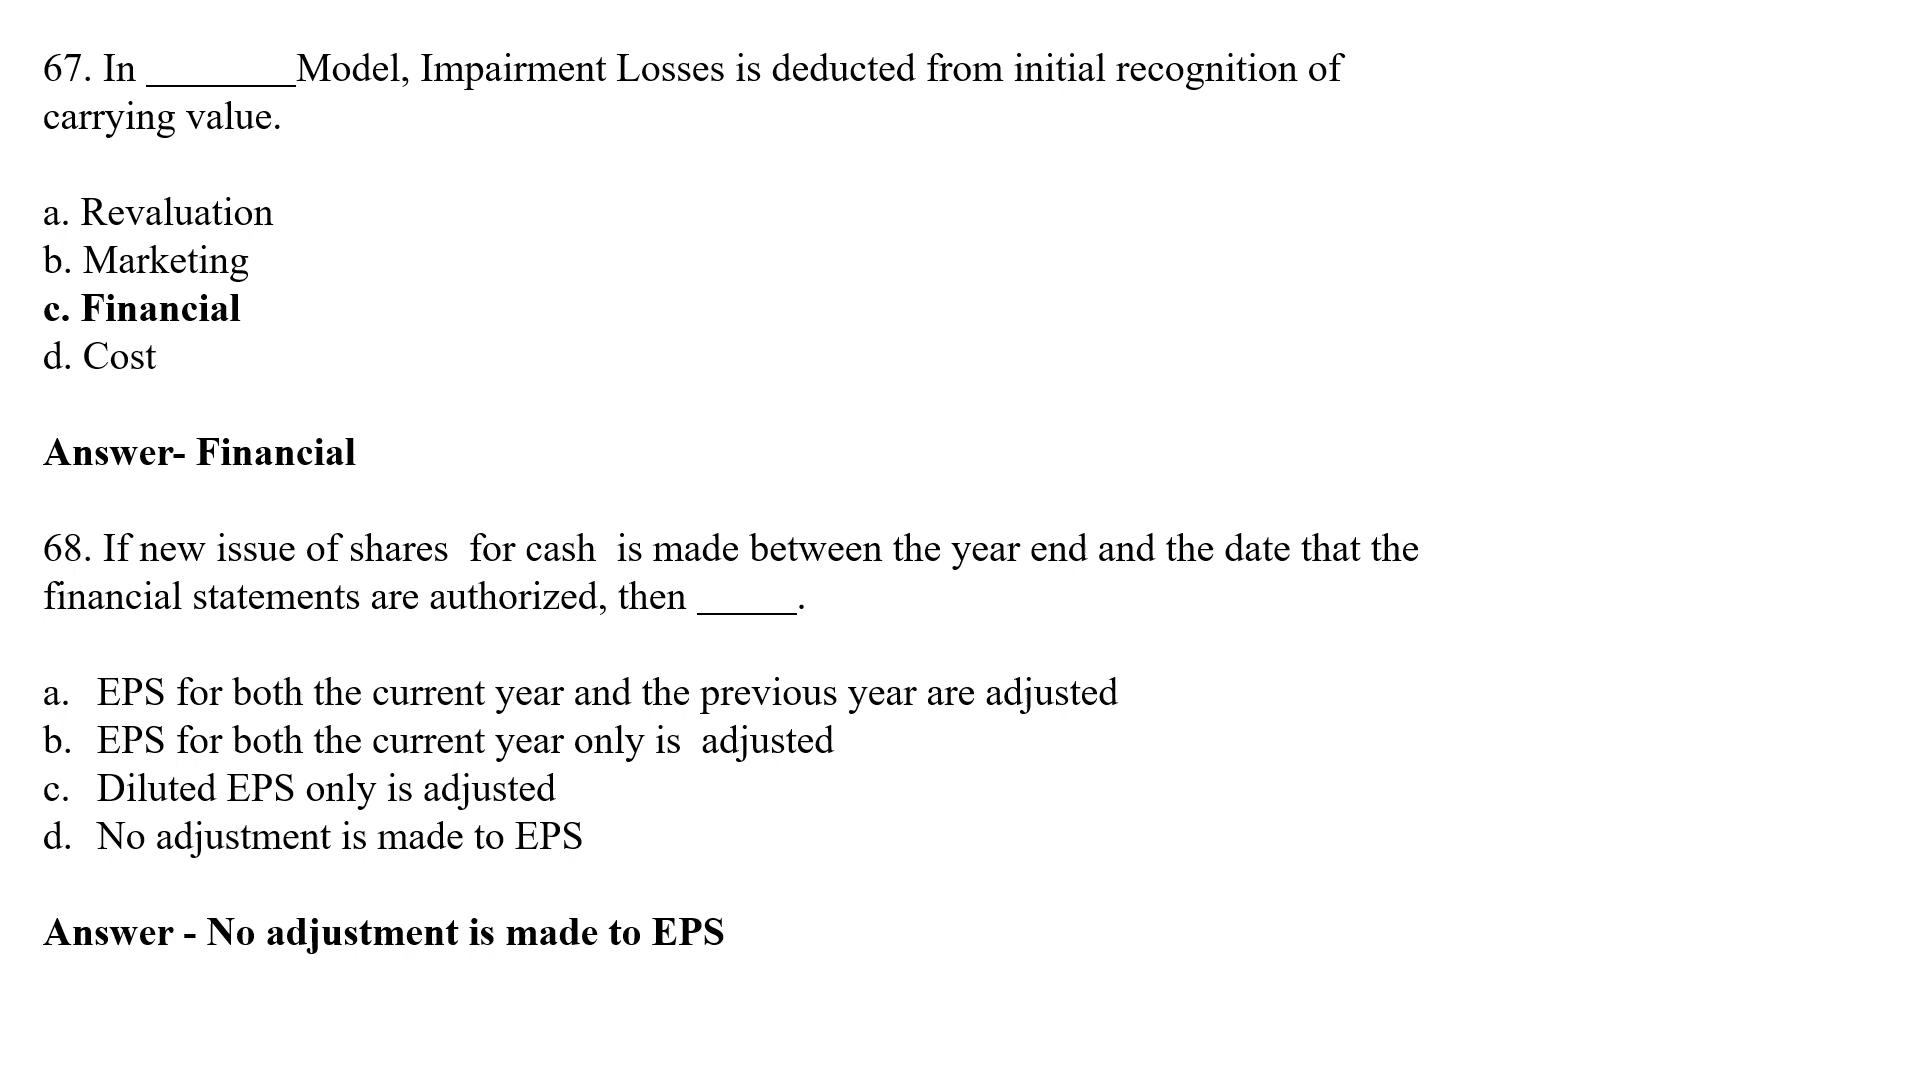 67. In ________Model, Impairment Losses is deducted from initial recognition of
carrying value.
a. Revaluation
b. Marketing
c. Financial
d. Cost
Answer- Financial
68. If new issue of shares  for cash  is made between the year end and the date that the
financial statements are authorized, then _____.
a. EPS for both the current year and the previous year are adjusted
b. EPS for both the current year only is  adjusted
c. Diluted EPS only is adjusted
d. No adjustment is made to EPS
Answer - No adjustment is made to EPS